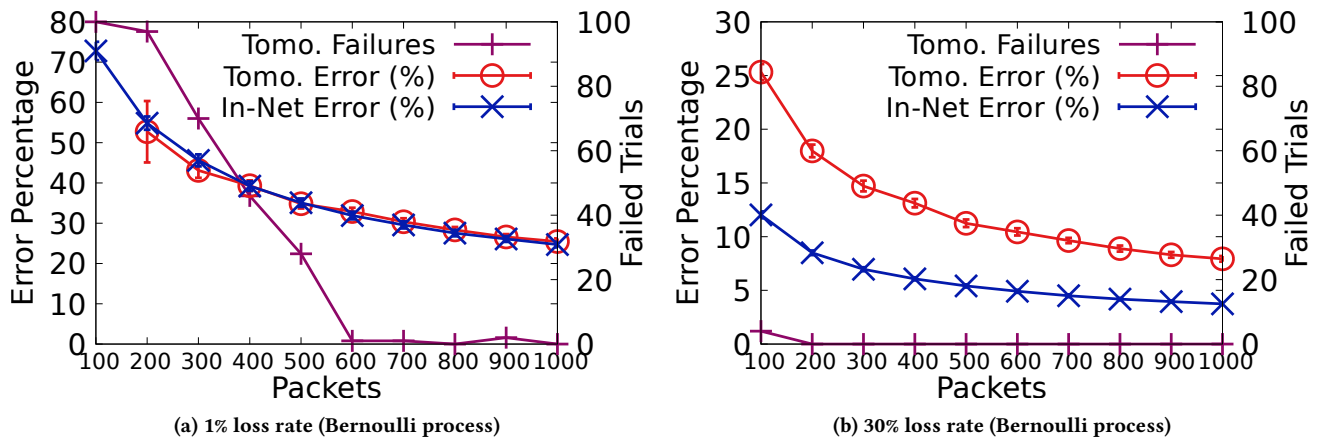 Error Percentage
80
70
60
50
40
30
20
10
0
100 200 300 400 500 600 700 800 900 1000
Packets
100
80
60
40
20
0
Failed Trials
Tomo. Failures
Tomo. Error (%)
In-Net Error (%)
(a) 1% loss rate (Bernoulli process)
Error Percentage
30
25
20
15
10
5
0
100 200 300 400 500 600 700 800 900 1000
Packets
100
80
60
40
20
0
Failed Trials
Tomo. Failures
Tomo. Error (%)
In-Net Error (%)
(b) 30% loss rate (Bernoulli process)